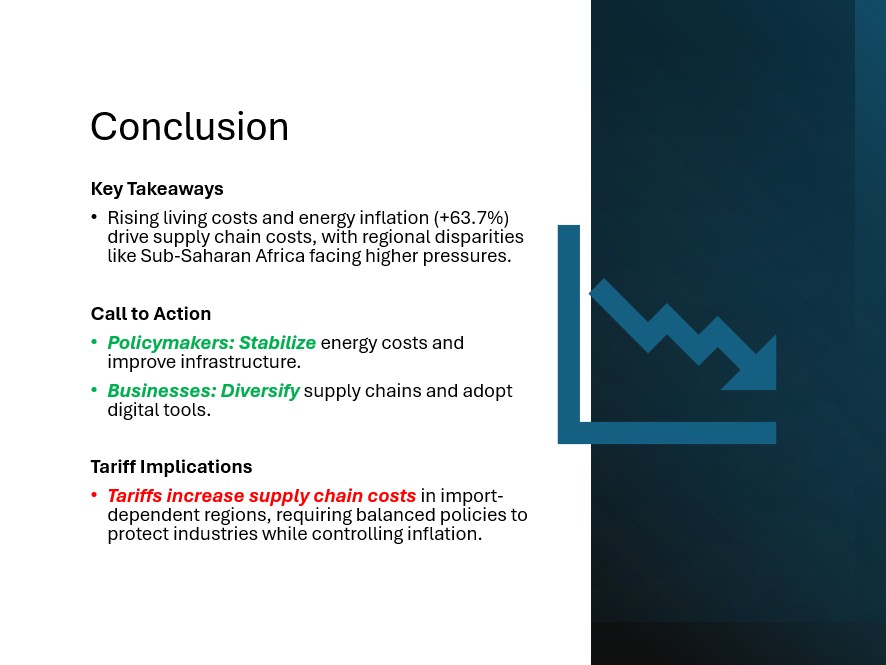 Conclusion
Key Takeaways
• Rising living costs and energy inflation (+63.7%)
drive supply chain costs, with regional disparities
like Sub-Saharan Africa facing higher pressures.
Call to Action
• Policymakers: Stabilize energy costs and
improve infrastructure.
• Businesses: Diversify supply chains and adopt
digital tools.
Tariff Implications
• Tariffs increase supply chain costs in import-
dependent regions, requiring balanced policies to
protect industries while controlling inflation.